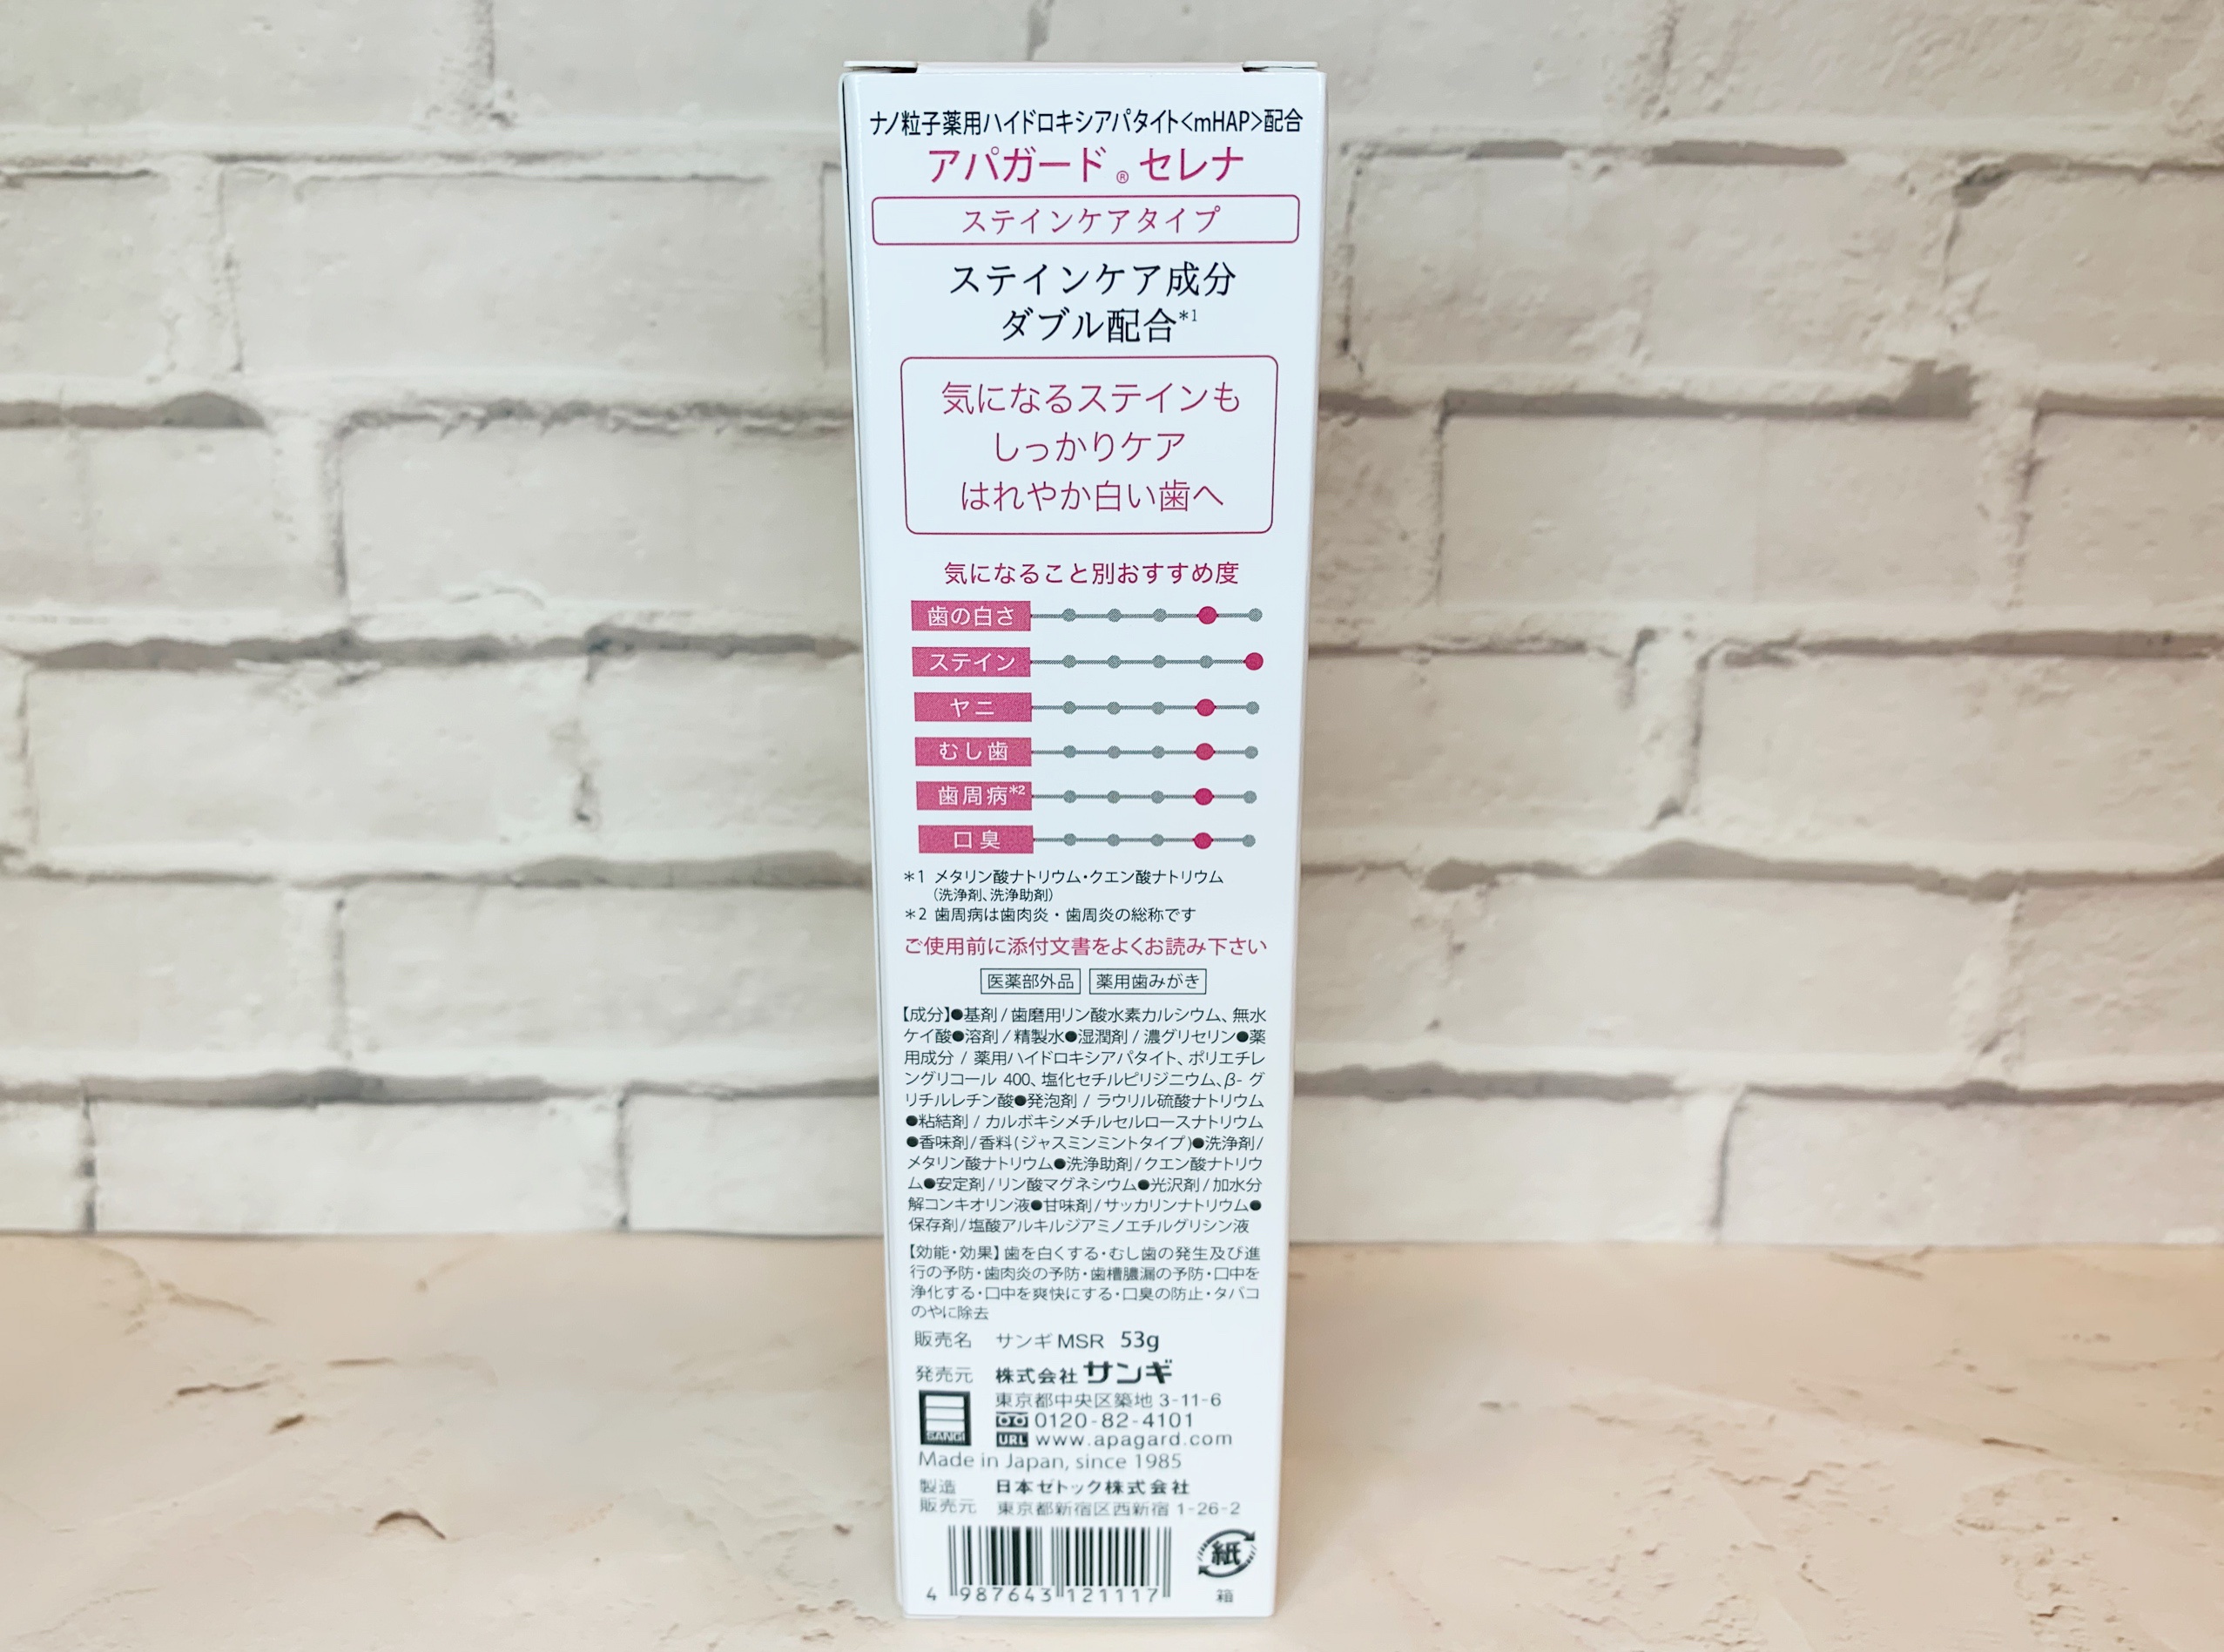 ナノ粒子薬用ハイドロキシアパタイト<mHAP>配合
アパガード®セレナ
ステインケアタイプ
ステインケア成分
ダブル配合*1
気になるステインも
しっかりケア
はれやか白い歯へ
気になること別おすすめ度
歯の白さ
ステイン
ヤニ
むし歯
歯周病*2
口臭
*1 メタリン酸ナトリウム・クエン酸ナトリウム
(洗浄剤、洗浄助剤)
*2 歯周病は歯肉炎・歯周炎の総称です
ご使用前に添付文書をよくお読み下さい
医薬部外品 薬用歯みがき
【成分】●基剤/歯磨用リン酸水素カルシウム、無水
ケイ酸●溶剤/精製水●湿潤剤/濃グリセリン●薬
用成分/薬用ハイドロキシアパタイト、ポリエチレ
ングリコール 400、塩化セチルピリジニウム、β-グ
リチルレチン酸●発泡剤/ラウリル硫酸ナトリウム
●粘結剤/カルボキシメチルセルロースナトリウム
●香味剤/香料(ジャスミンミントタイプ)●洗浄剤/
メタリン酸ナトリウム●洗浄助剤/クエン酸ナトリウ
ム●安定剤/リン酸マグネシウム●光沢剤/加水分
解コンキオリン液●甘味剤/サッカリンナトリウム●
保存剤/塩酸アルキルジアミノエチルグリシン液
【効能・効果】歯を白くする・むし歯の発生及び進
行の予防・歯肉炎の予防・歯槽膿漏の予防・口中を
浄化する・口中を爽快にする・口臭の防止・タバコ
のやに除去
販売名 サンギMSR 53g
発売元 株式会社サンギ
東京都中央区築地 3-11-6
0120-82-4101
SANGI
URL www.apagard.com
Made in Japan, since 1985
製造 日本ゼトック株式会社
販売元 東京都新宿区西新宿 1-26-2
紙
4 987643 121117
箱